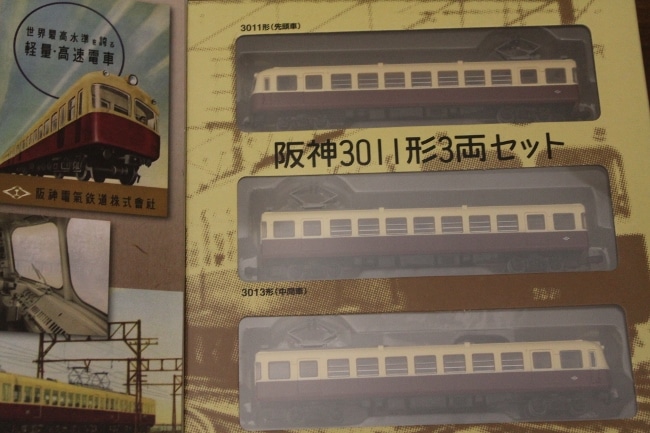 世界最高水準を誇る
軽量・高速電車
阪神電氣鉄道株式會社
3011形(先頭車)
阪神3011形3両セット
3013形(中間車)